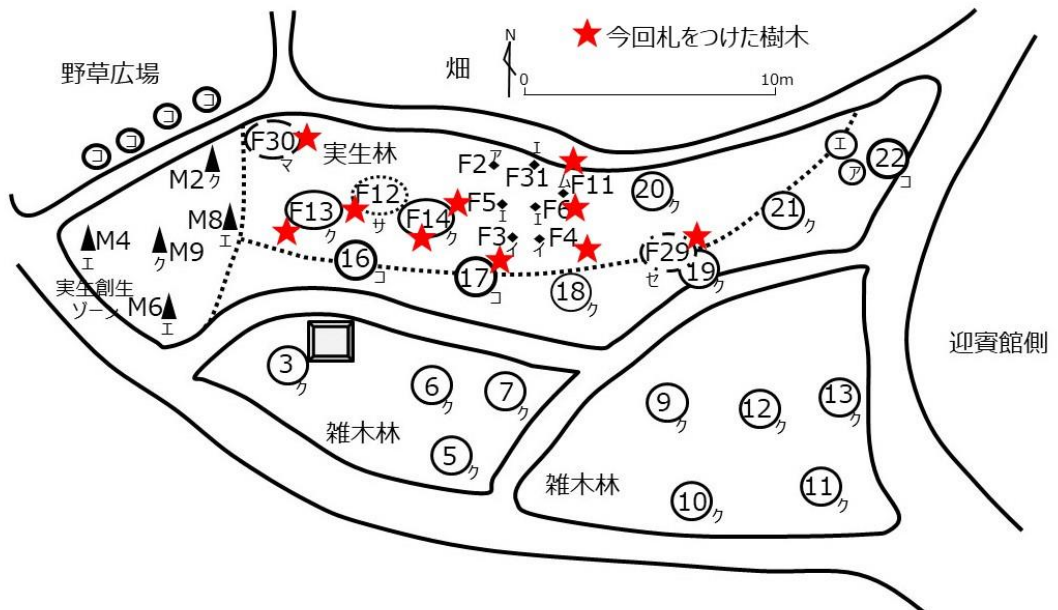 ★今回札をつけた樹木
N
0
10m
畑
野草広場
コ
コ
コ
コ
F30
マ
実生林
M2
ク
M8
エ
M4
エ
M9
ク
M6
エ
実生創生
ゾーン
F13
ク
F12
サ
F14
ク
F2
ア
F31
エ
F11
ム
F5
エ
F6
エ
F3
イ
F4
イ
20
ク
エ
ア
22
コ
21
ク
F29
セ
19
ク
16
コ
17
コ
18
ク
3
ク
6
ク
7
ク
5
ク
雑木林
9
ク
12
ク
13
ク
10
ク
11
ク
雑木林
迎賓館側